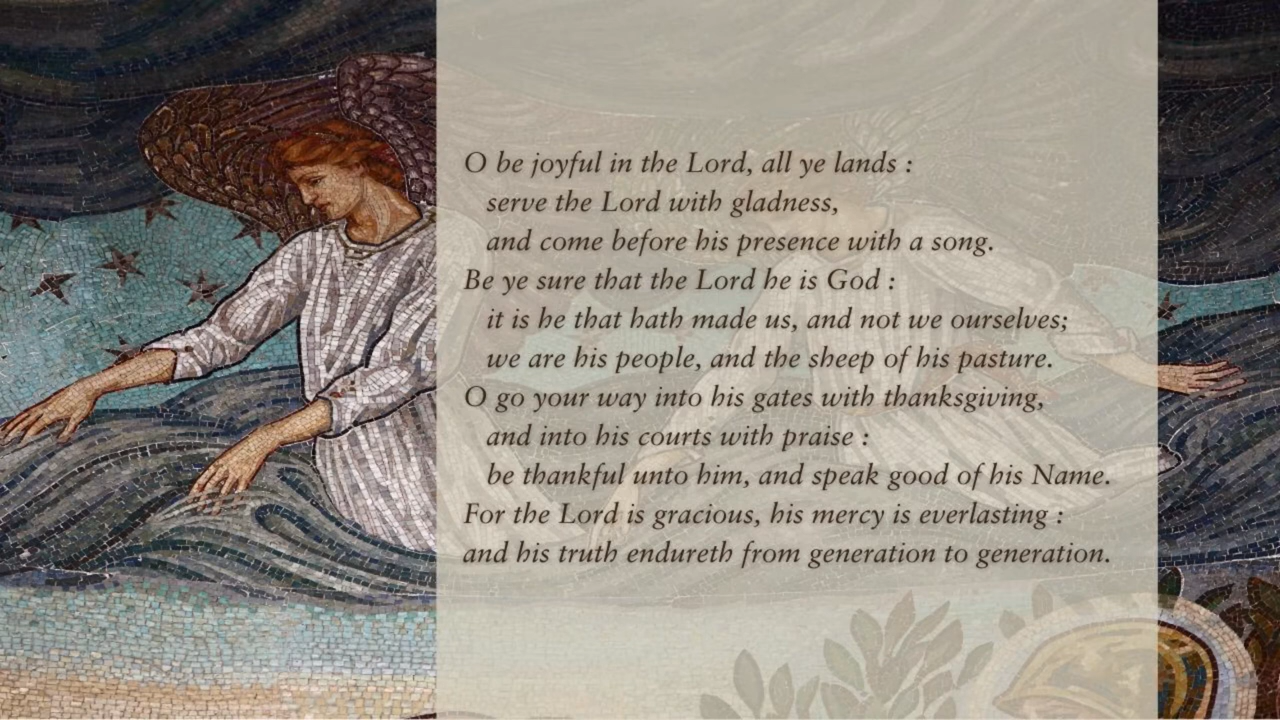 O be joyful in the Lord, all ye lands :
serve the Lord with gladness,
and come before his presence with a song.
Be ye sure that the Lord he is God :
it is he that hath made us, and not we ourselves;
we are his people, and the sheep of his pasture.
O go your way into his gates with thanksgiving,
and into his courts with praise :
be thankful unto him, and speak good of his Name.
For the Lord is gracious, his mercy is everlasting :
and his truth endureth from generation to generation.